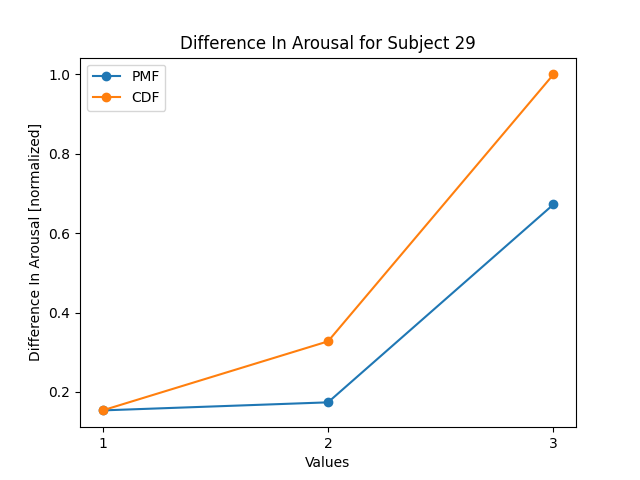 Difference In Arousal for Subject 29
PMF
CDF
Difference In Arousal [normalized]
1.0
0.8
0.6
0.4
0.2
1 2 3
Values